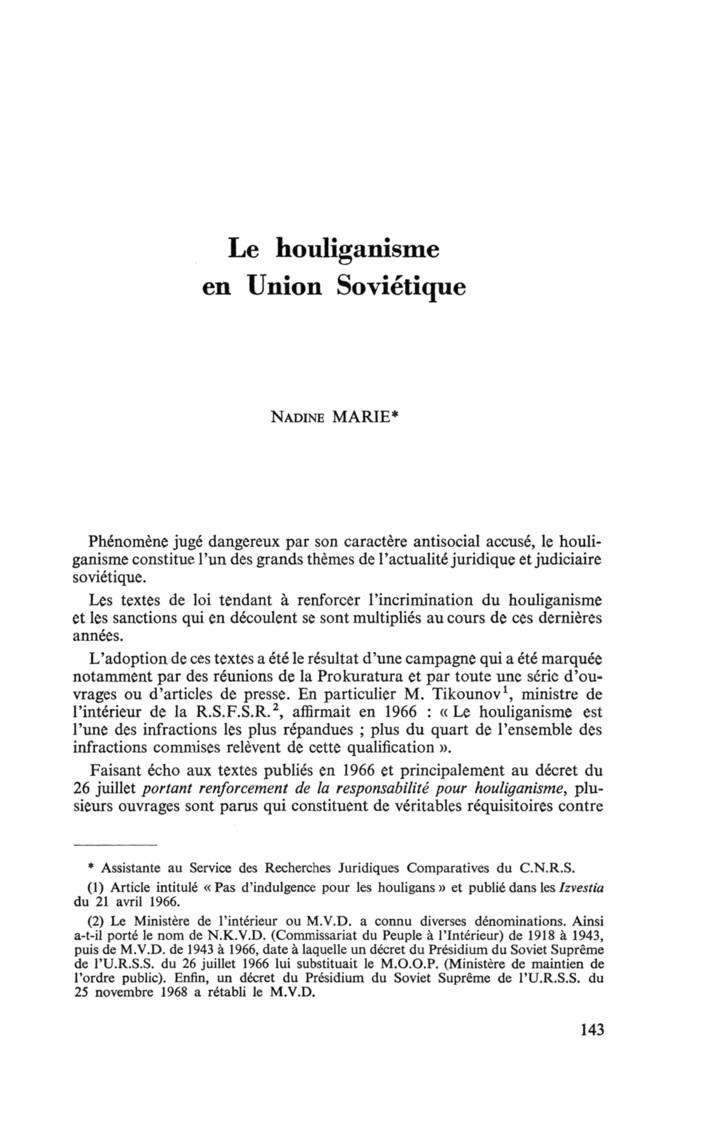 Le houliganisme
en Union Soviétique
NADINE MARIE*
Phénomène jugé dangereux par son caractère antisocial accusé, le houli-
ganisme constitue l'un des grands thèmes de l'actualité juridique et judiciaire
soviétique.
Les textes de loi tendant à renforcer l'incrimination du houliganisme
et les sanctions qui en découlent se sont multipliés au cours de ces dernières
années.
L'adoption de ces textes a été le résultat d'une campagne qui a été marquée
notamment par des réunions de la Prokuratura et par toute une série d'ou-
vrages ou d'articles de presse. En particulier M. Tikounov1, ministre de
l'intérieur de la R.S.F.S.R.2, affirmait en 1966 : « Le houliganisme est
l'une des infractions les plus répandues ; plus du quart de l'ensemble des
infractions commises relèvent de cette qualification ».
Faisant écho aux textes publiés en 1966 et principalement au décret du
26 juillet portant renforcement de la responsabilité pour houliganisme, plu-
sieurs ouvrages sont parus qui constituent de véritables réquisitoires contre
* Assistante au Service des Recherches Juridiques Comparatives du C.N.R.S.
(1) Article intitulé « Pas d'indulgence pour les houligans » et publié dans les Izvestia
du 21 avril 1966.
(2) Le Ministère de l'intérieur ou M.V.D. a connu diverses dénominations. Ainsi
a-t-il porté le nom de N.K.V.D. (Commissariat du Peuple à l'Intérieur) de 1918 à 1943,
puis de M.V.D. de 1943 à 1966, date à laquelle un décret du Présidium du Soviet Suprême
de l'U.R.S.S. du 26 juillet 1966 lui substituait le M.O.O.P. (Ministère de maintien de
l'ordre public). Enfin, un décret du Présidium du Soviet Suprême de l'U.R.S.S. du
25 novembre 1968 a rétabli le M.V.D.
143